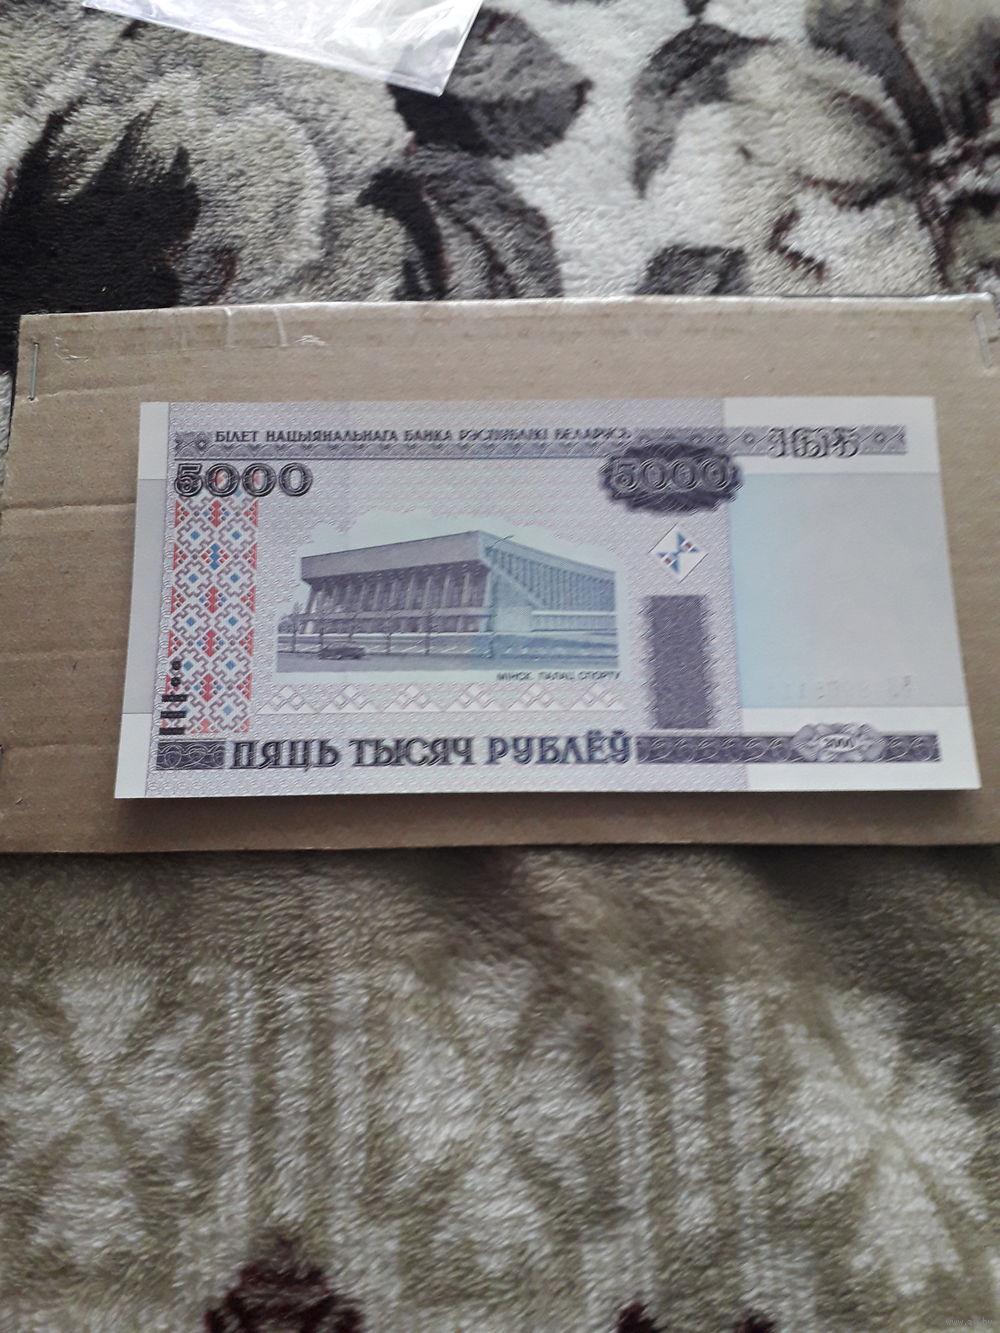 БІЛЕТ НАЦЫЯНАЛЬНАГА БАНКА РЭСПУБЛІКІ БЕЛАРУСЬ
5000
5000
МІНСК. ПАЛАЦ СПОРТУ
ПЯЦЬ ТЫСЯЧ РУБЛЁЎ
2000